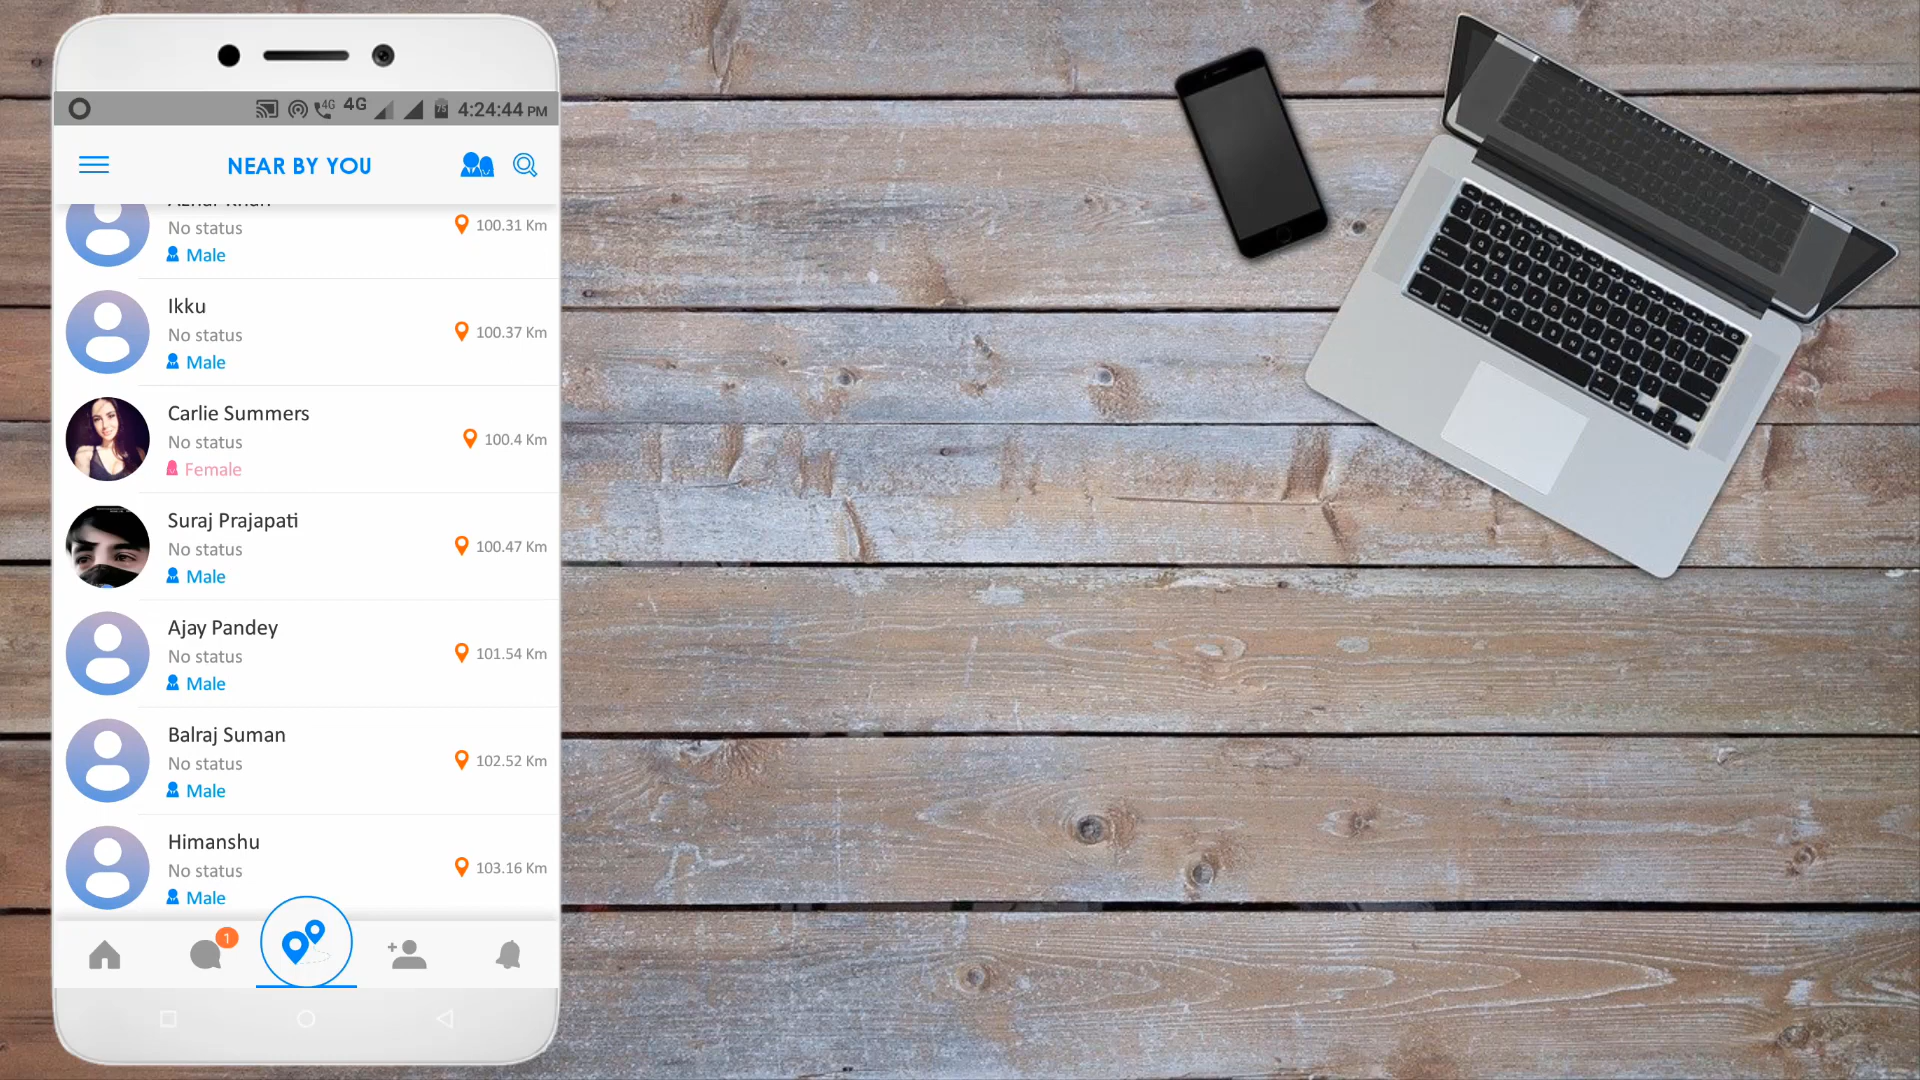 4G 4G 75 4:24:44 PM
NEAR BY YOU
No status
100.31 Km
Male
Ikku
No status
100.37 Km
Male
Carlie Summers
No status
100.4 Km
Female
Suraj Prajapati
No status
100.47 Km
Male
Ajay Pandey
No status
101.54 Km
Male
Balraj Suman
No status
102.52 Km
Male
Himanshu
No status
103.16 Km
Male
1